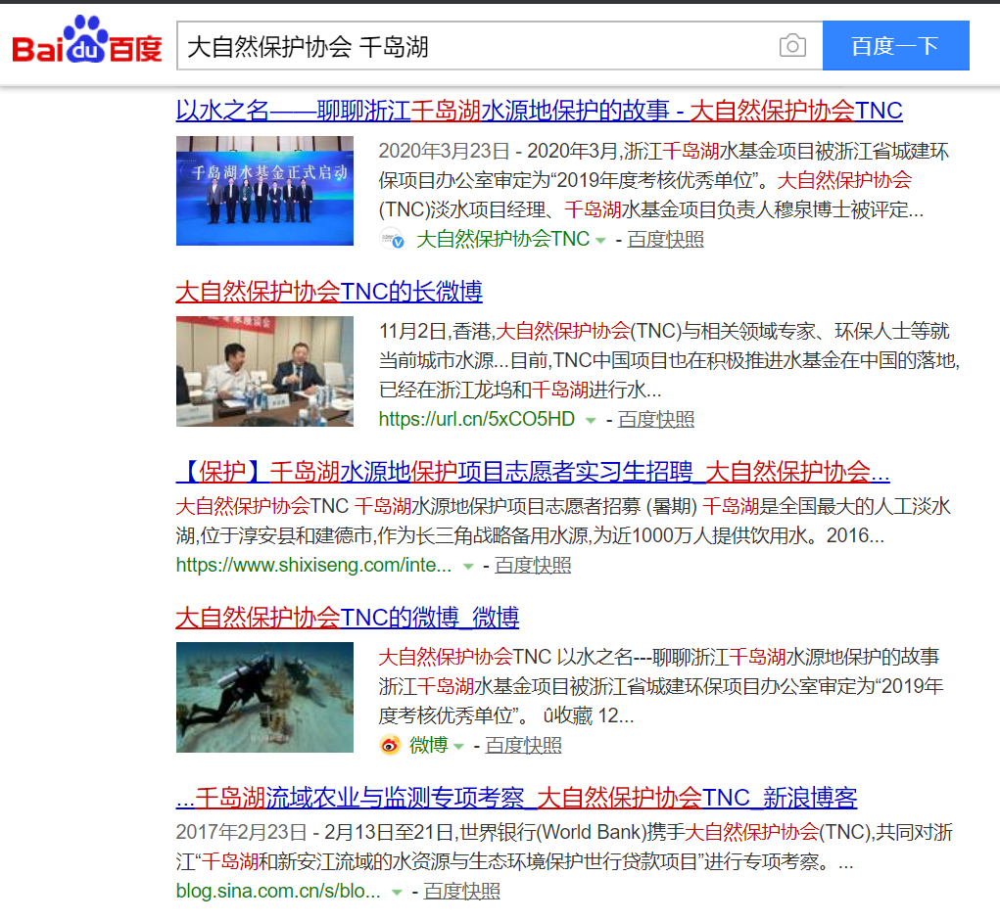 Bai du 百度
大自然保护协会 千岛湖
百度一下
以水之名——聊聊浙江千岛湖水源地保护的故事 - 大自然保护协会TNC
千岛湖水基金正式启动
2020年3月23日 - 2020年3月,浙江千岛湖水基金项目被浙江省城建环
保项目办公室审定为“2019年度考核优秀单位”。大自然保护协会
(TNC)淡水项目经理、千岛湖水基金项目负责人穆泉博士被评定...
大自然保护协会TNC - 百度快照
大自然保护协会TNC的长微博
11月2日,香港,大自然保护协会(TNC)与相关领域专家、环保人士等就
当前城市水源...目前,TNC中国项目也在积极推进水基金在中国的落地,
已经在浙江龙坞和千岛湖进行水...
https://url.cn/5xCO5HD - 百度快照
【保护】千岛湖水源地保护项目志愿者实习生招聘_大自然保护协会...
大自然保护协会TNC 千岛湖水源地保护项目志愿者招募 (暑期) 千岛湖是全国最大的人工淡水
湖,位于淳安县和建德市,作为长三角战略备用水源,为近1000万人提供饮用水。2016...
https://www.shixiseng.com/inte... - 百度快照
大自然保护协会TNC的微博_微博
大自然保护协会TNC 以水之名---聊聊浙江千岛湖水源地保护的故事
浙江千岛湖水基金项目被浙江省城建环保项目办公室审定为“2019年
度考核优秀单位”。 û收藏 12...
微博 - 百度快照
...千岛湖流域农业与监测专项考察_大自然保护协会TNC_新浪博客
2017年2月23日 - 2月13日至21日,世界银行(World Bank)携手大自然保护协会(TNC),共同对浙
江“千岛湖和新安江流域的水资源与生态环境保护世行贷款项目”进行专项考察。...
blog.sina.com.cn/s/blo... - 百度快照